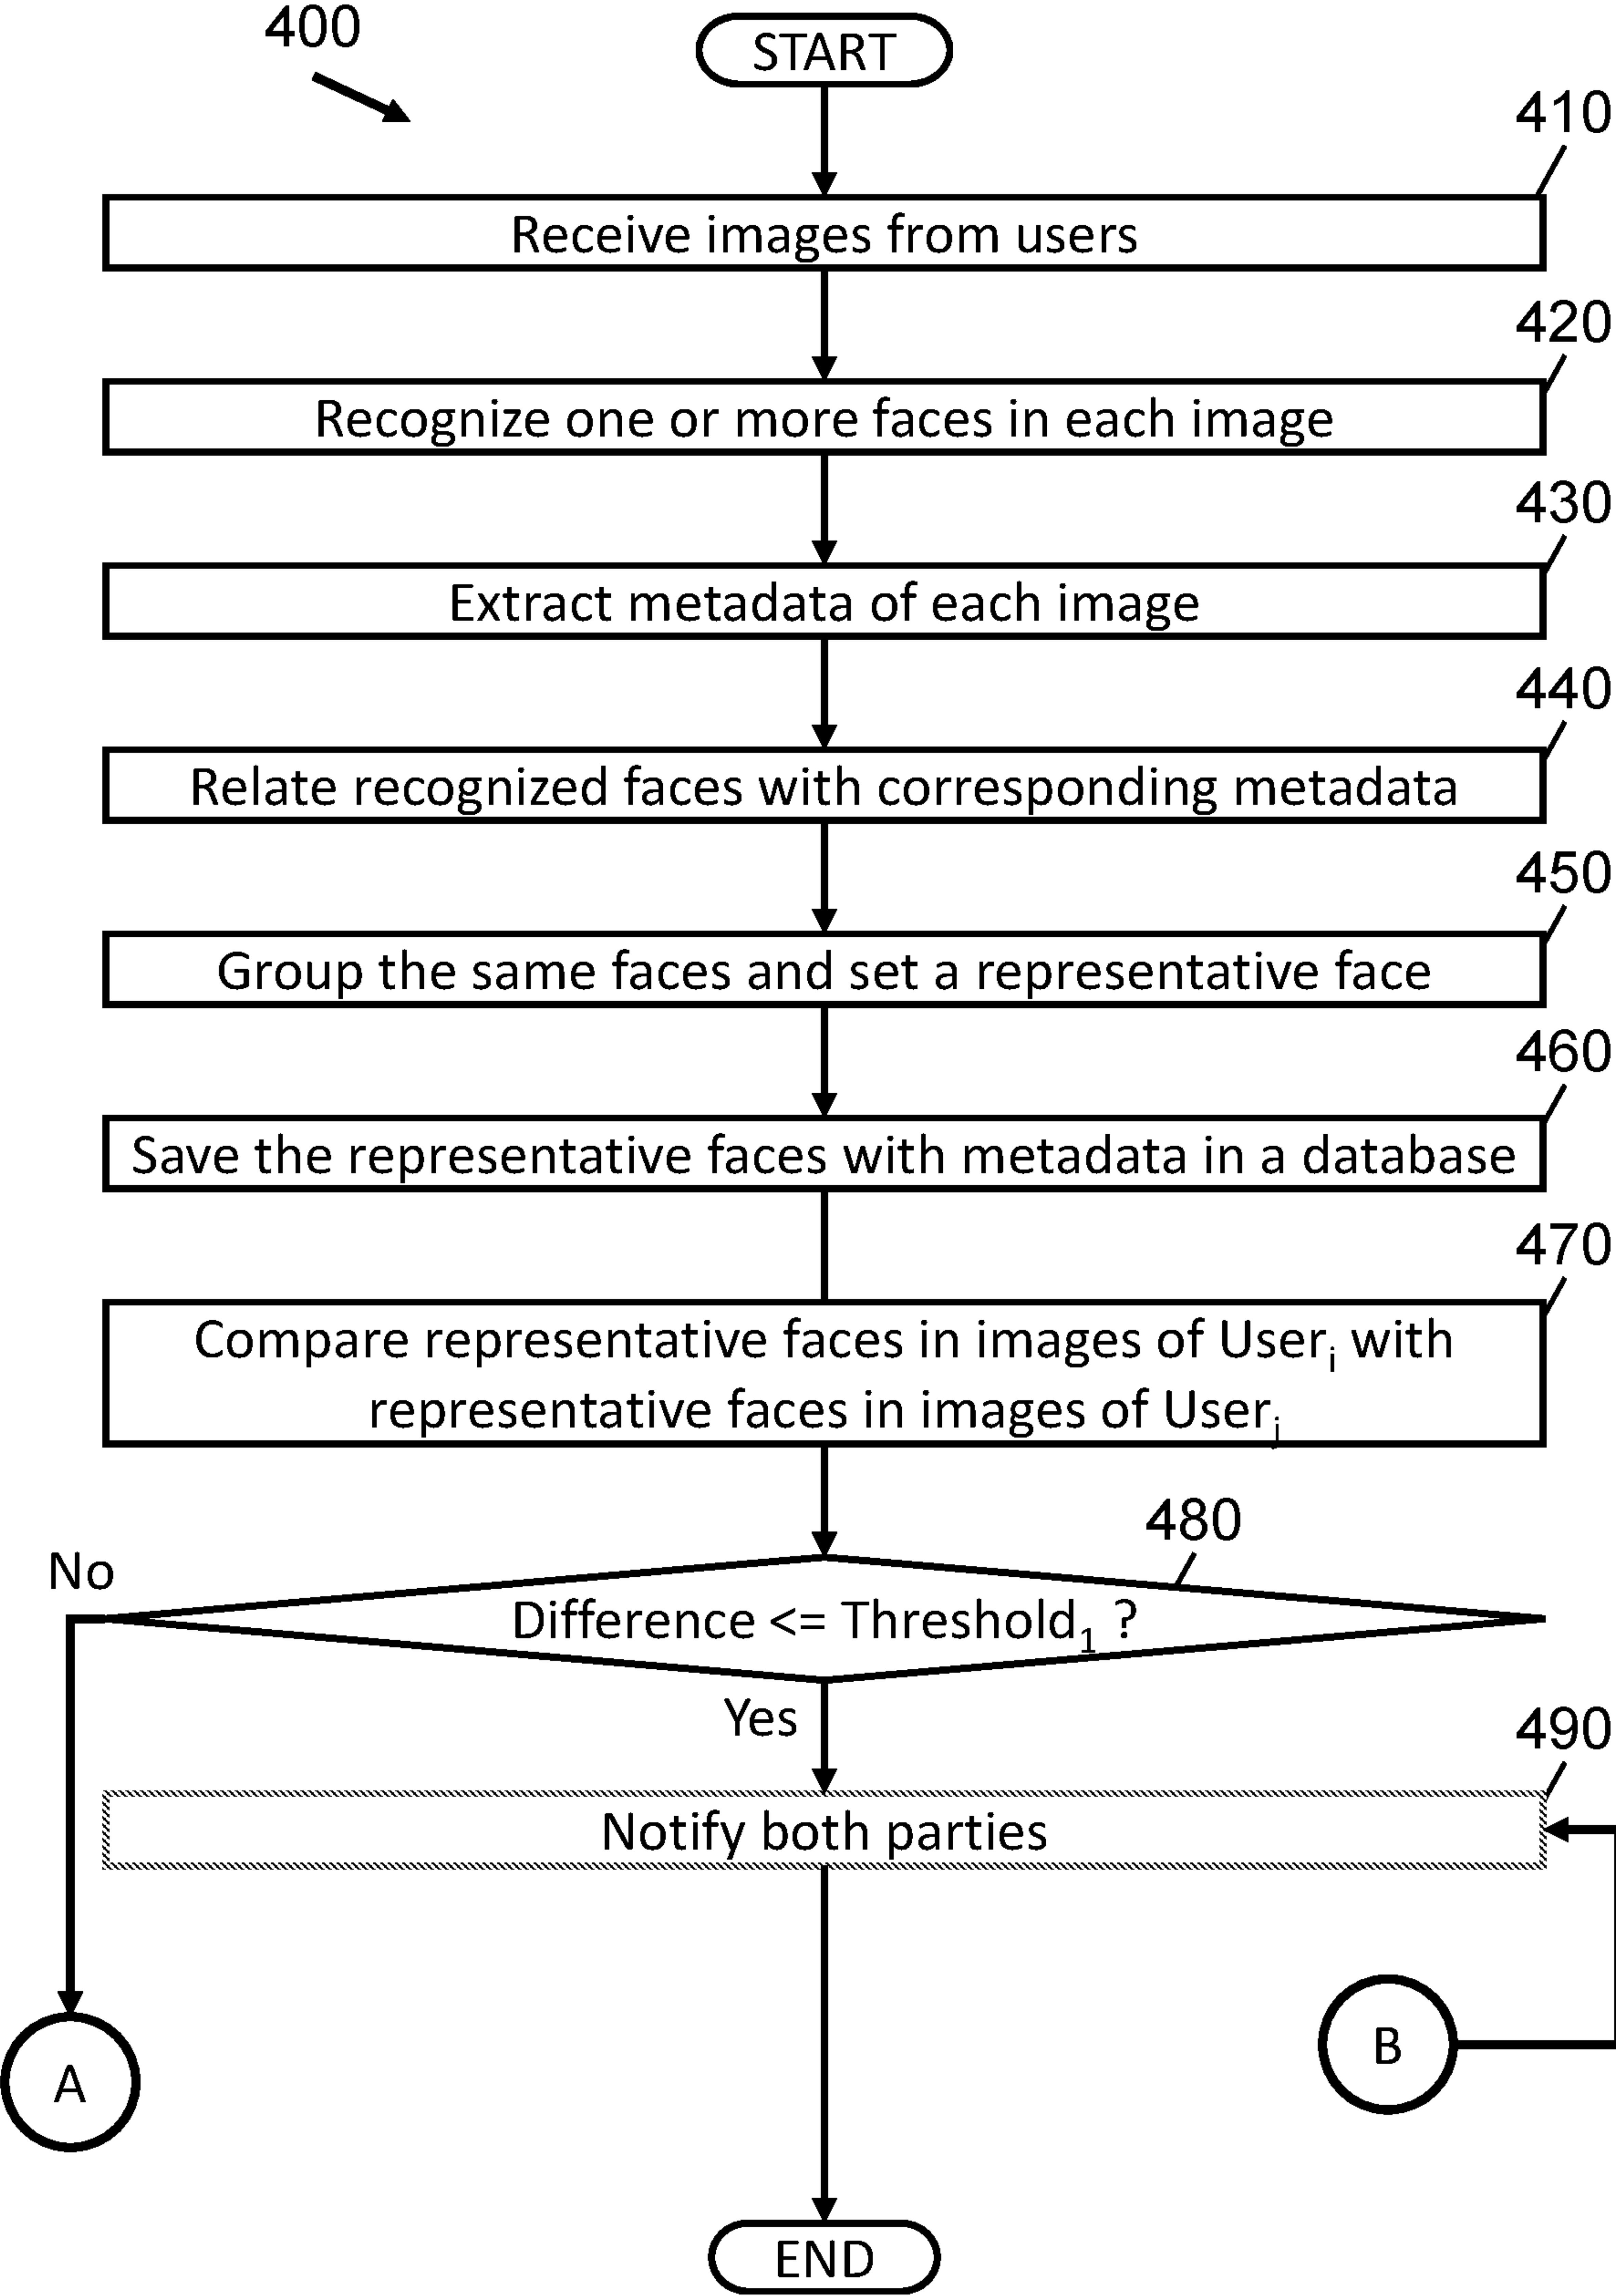 400
START
410
Receive images from users
420
Recognize one or more faces in each image
430
Extract metadata of each image
440
Relate recognized faces with corresponding metadata
450
Group the same faces and set a representative face
460
Save the representative faces with metadata in a database
470
Compare representative faces in images of Useri with
representative faces in images of Userj
480
No
Difference <= Threshold1 ?
Yes
490
Notify both parties
B
A
END